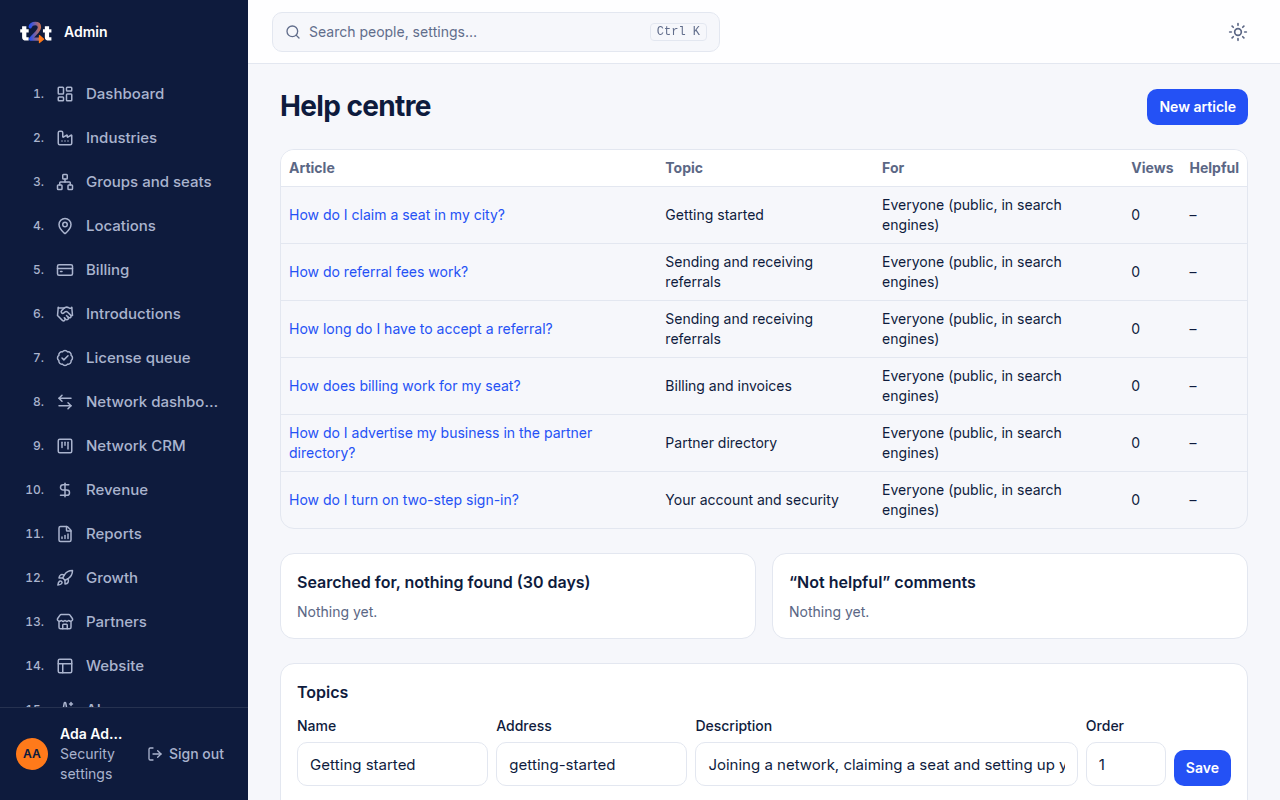 t2t Admin
Search people, settings...
Ctrl K
1. Dashboard
2. Industries
3. Groups and seats
4. Locations
5. Billing
6. Introductions
7. License queue
8. Network dashbo...
9. Network CRM
10. Revenue
11. Reports
12. Growth
13. Partners
14. Website
AA
Ada Ad...
Security settings
Sign out
Help centre
New article
Article Topic For Views Helpful
How do I claim a seat in my city? Getting started Everyone (public, in search engines) 0 –
How do referral fees work? Sending and receiving referrals Everyone (public, in search engines) 0 –
How long do I have to accept a referral? Sending and receiving referrals Everyone (public, in search engines) 0 –
How does billing work for my seat? Billing and invoices Everyone (public, in search engines) 0 –
How do I advertise my business in the partner directory? Partner directory Everyone (public, in search engines) 0 –
How do I turn on two-step sign-in? Your account and security Everyone (public, in search engines) 0 –
Searched for, nothing found (30 days)
Nothing yet.
“Not helpful” comments
Nothing yet.
Topics
Name Address Description Order
Getting started getting-started Joining a network, claiming a seat and setting up 1 Save